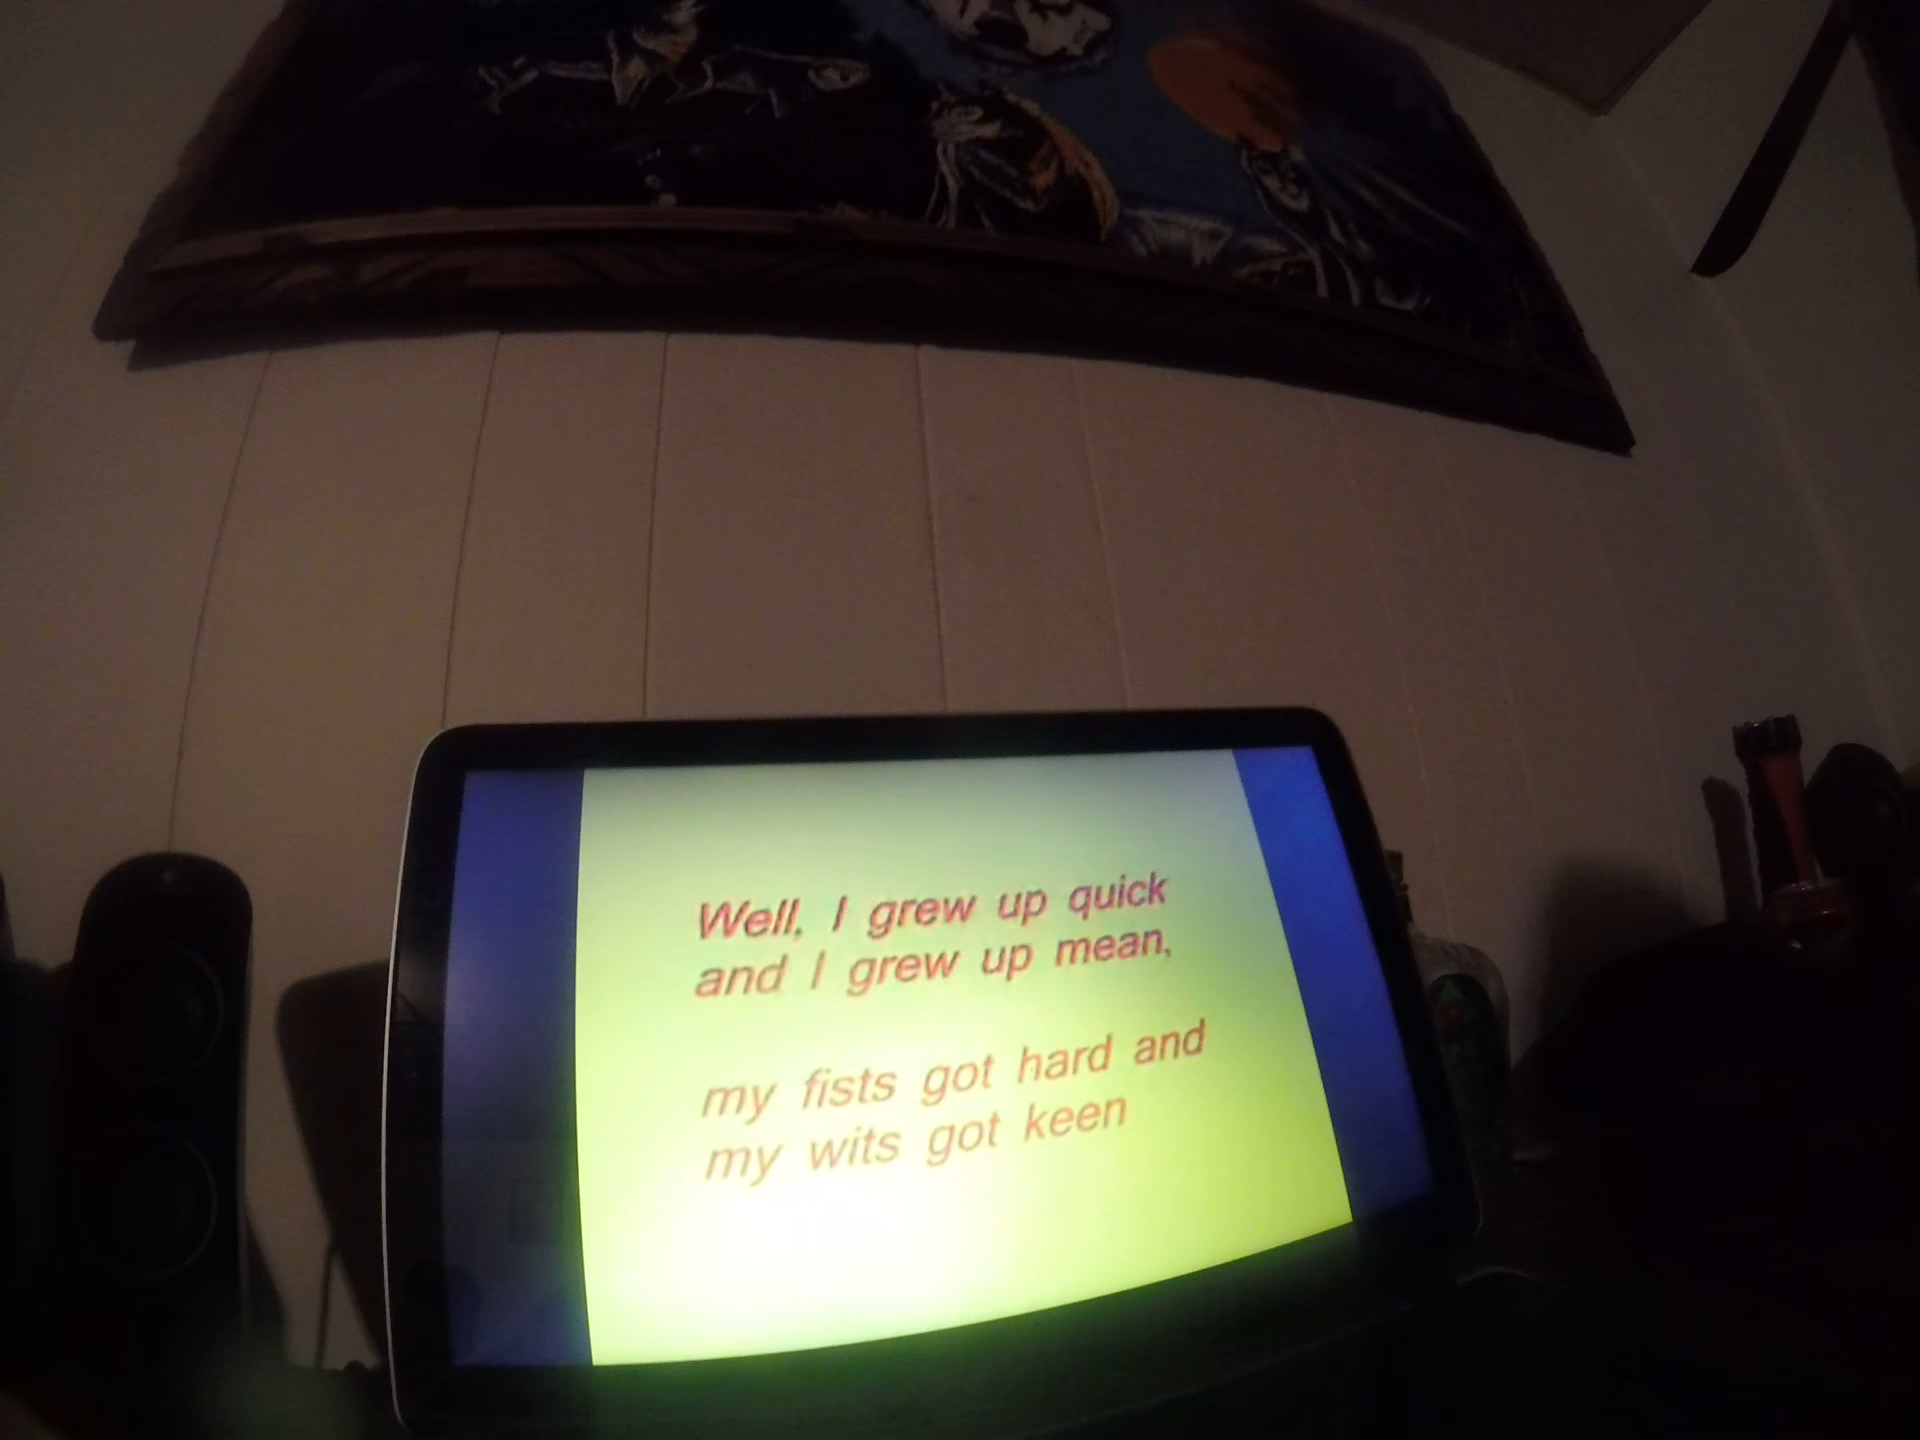 Well, I grew up quick
and I grew up mean,
my fists got hard and
my wits got keen